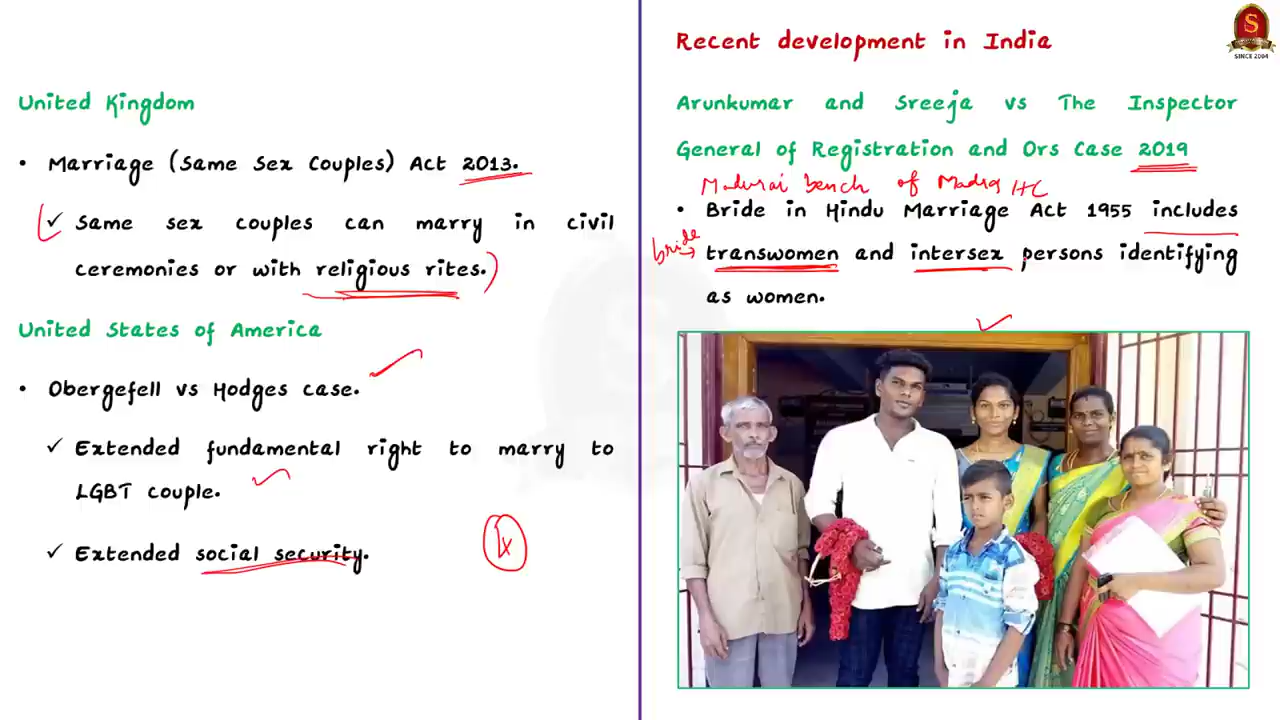 United Kingdom
• Marriage (Same Sex Couples) Act 2013.
✓ Same sex couples can marry in civil
ceremonies or with religious rites.
United States of America
• Obergefell vs Hodges case.
✓ Extended fundamental right to marry to
LGBT couple.
✓ Extended social security.
S
SINCE 2004
Recent development in India
Arunkumar and Sreeja vs The Inspector
General of Registration and Ors Case 2019
Madurai bench of Madras HC
• Bride in Hindu Marriage Act 1955 includes
bride
transwomen and intersex persons identifying
as women.